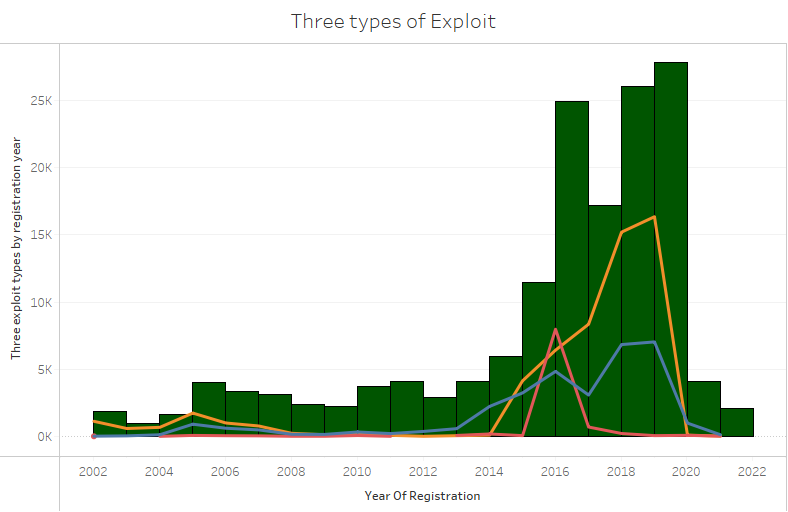 Three types of Exploit
Three exploit types by registration year
25K
20K
15K
10K
5K
0K
2002 2004 2006 2008 2010 2012 2014 2016 2018 2020 2022
Year Of Registration